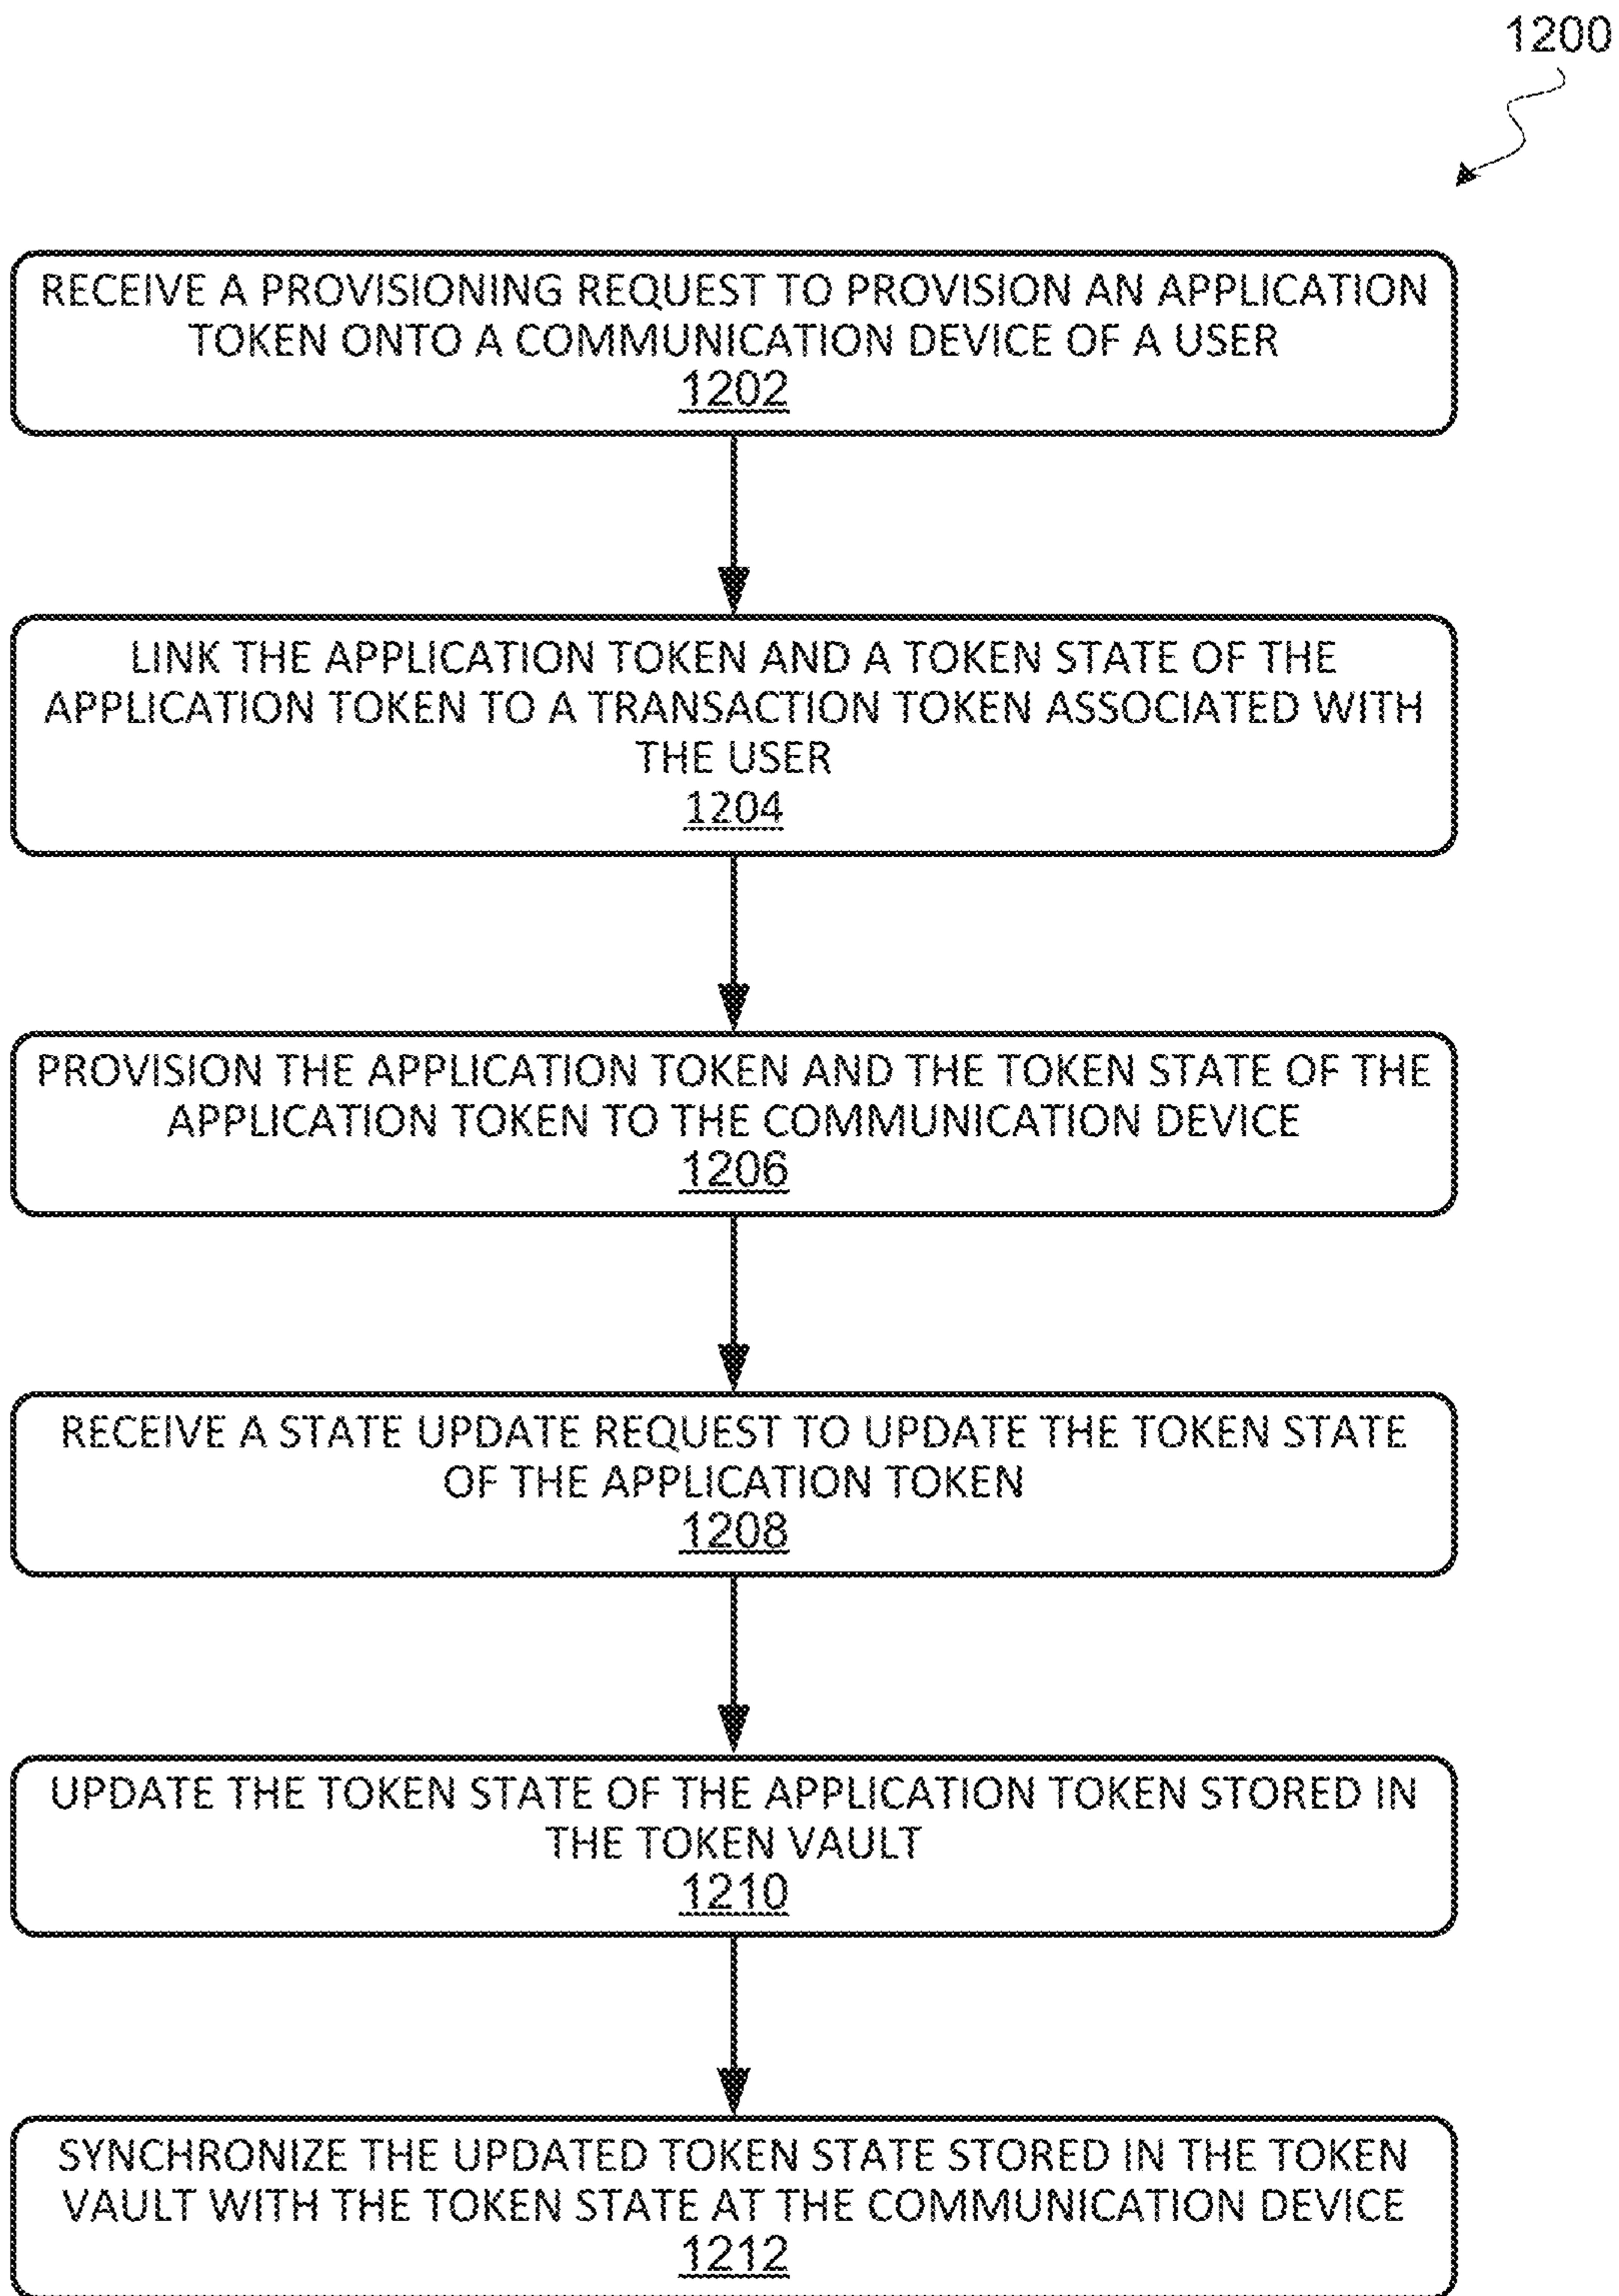 1200
RECEIVE A PROVISIONING REQUEST TO PROVISION AN APPLICATION
TOKEN ONTO A COMMUNICATION DEVICE OF A USER
1202
LINK THE APPLICATION TOKEN AND A TOKEN STATE OF THE
APPLICATION TOKEN TO A TRANSACTION TOKEN ASSOCIATED WITH
THE USER
1204
PROVISION THE APPLICATION TOKEN AND THE TOKEN STATE OF THE
APPLICATION TOKEN TO THE COMMUNICATION DEVICE
1206
RECEIVE A STATE UPDATE REQUEST TO UPDATE THE TOKEN STATE
OF THE APPLICATION TOKEN
1208
UPDATE THE TOKEN STATE OF THE APPLICATION TOKEN STORED IN
THE TOKEN VAULT
1210
SYNCHRONIZE THE UPDATED TOKEN STATE STORED IN THE TOKEN
VAULT WITH THE TOKEN STATE AT THE COMMUNICATION DEVICE
1212